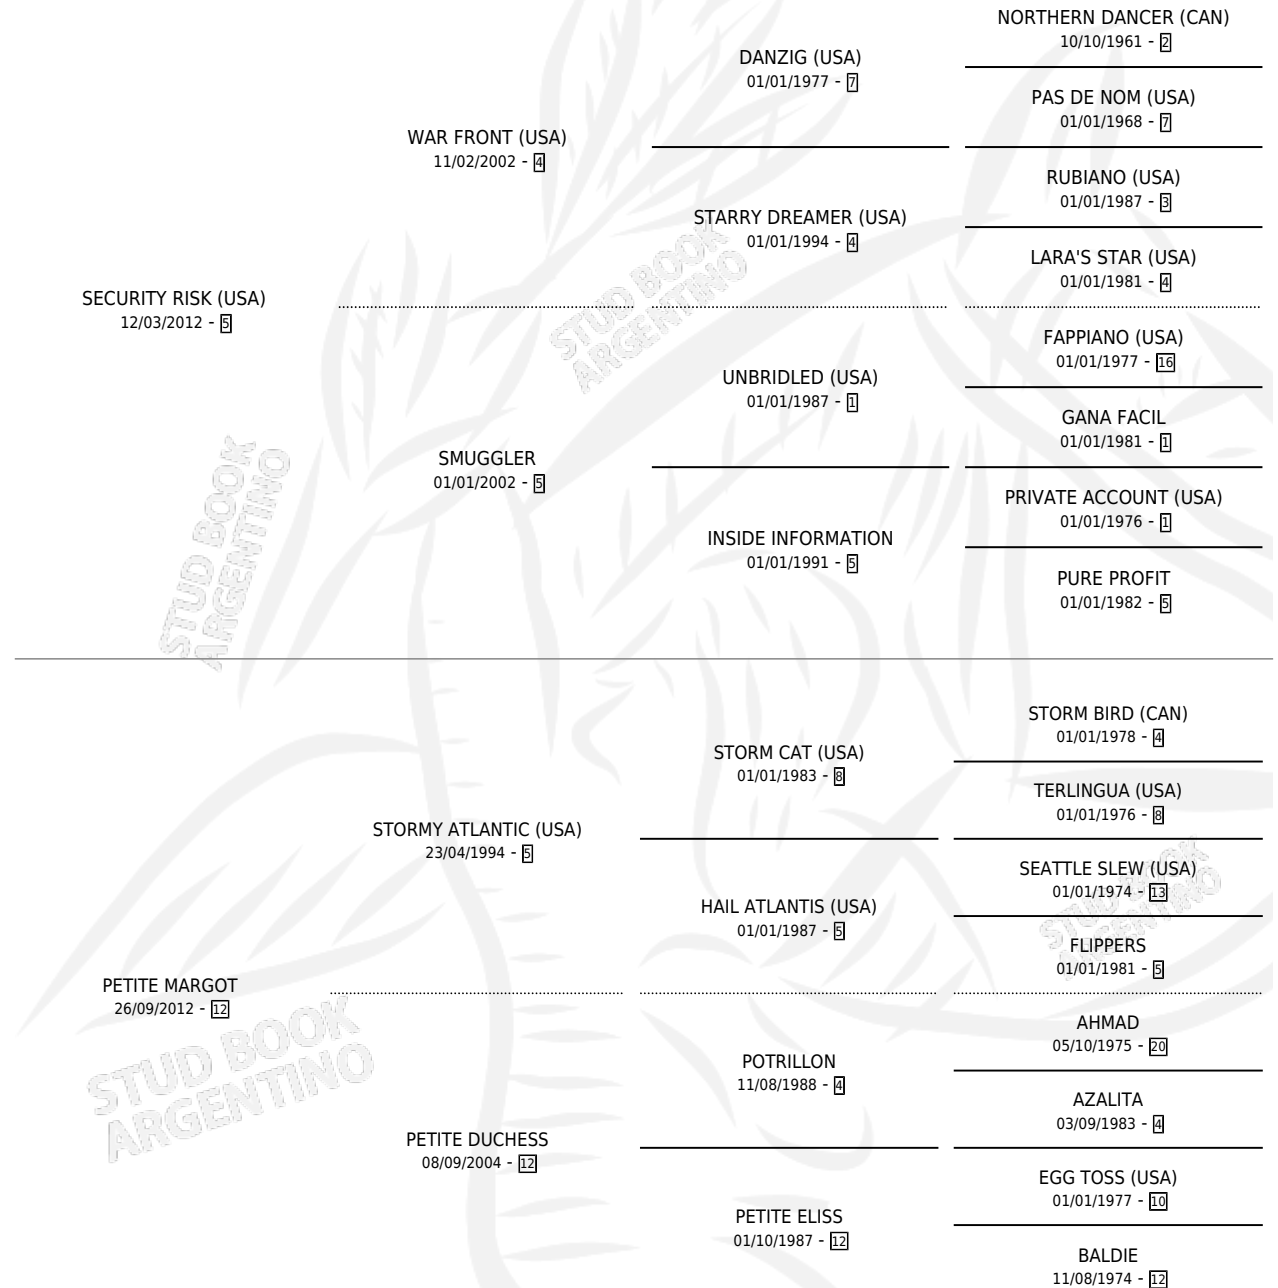 NORTHERN DANCER (CAN)
10/10/1961 - 2
DANZIG (USA)
01/01/1977 - 7
PAS DE NOM (USA)
01/01/1968 - 7
WAR FRONT (USA)
11/02/2002 - 4
RUBIANO (USA)
01/01/1987 - 3
STARRY DREAMER (USA)
01/01/1994 - 4
LARA'S STAR (USA)
01/01/1981 - 4
SECURITY RISK (USA)
12/03/2012 - 5
FAPPIANO (USA)
01/01/1977 - 16
UNBRIDLED (USA)
01/01/1987 - 1
GANA FACIL
01/01/1981 - 1
SMUGGLER
01/01/2002 - 5
PRIVATE ACCOUNT (USA)
01/01/1976 - 1
INSIDE INFORMATION
01/01/1991 - 5
PURE PROFIT
01/01/1982 - 5
STORM BIRD (CAN)
01/01/1978 - 4
STORM CAT (USA)
01/01/1983 - 8
TERLINGUA (USA)
01/01/1976 - 8
STORMY ATLANTIC (USA)
23/04/1994 - 5
SEATTLE SLEW (USA)
01/01/1974 - 13
HAIL ATLANTIS (USA)
01/01/1987 - 5
FLIPPERS
01/01/1981 - 5
PETITE MARGOT
26/09/2012 - 12
AHMAD
05/10/1975 - 20
POTRILLON
11/08/1988 - 4
AZALITA
03/09/1983 - 4
PETITE DUCHESS
08/09/2004 - 12
EGG TOSS (USA)
01/01/1977 - 10
PETITE ELISS
01/10/1987 - 12
BALDIE
11/08/1974 - 12
STUD BOOK
ARGENTINO
STUD BOOK
ARGENTINO
STUD BOOK
ARGENTINO
STUD BOOK
ARGENTINO